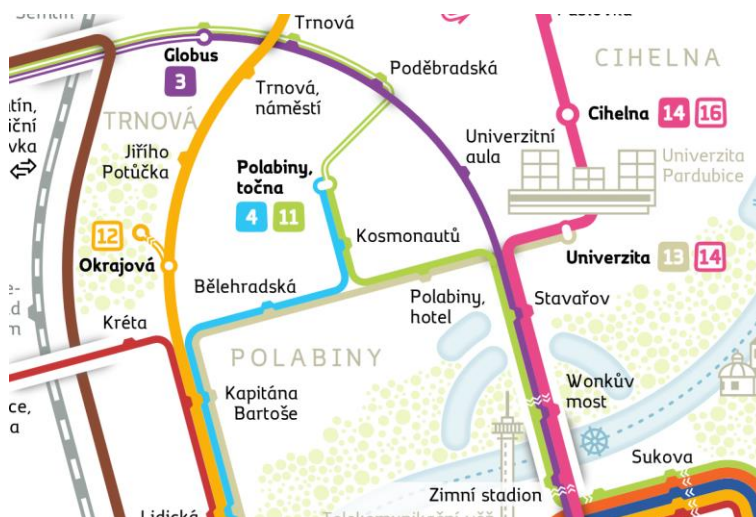 Trnová
Globus
3
Poděbradská
CIHELNA
Trnová,
náměstí
TRNOVÁ
Cihelna 14 16
Univerzitní
aula
Univerzita
Pardubice
Jiřího
Potůčka
Polabiny,
točna
4 11
12
Okrajová
Kosmonautů
Univerzita 13 14
Bělehradská
Polabiny,
hotel
Stavařov
Kréta
POLABINY
Kapitána
Bartoše
Wonkův
most
Sukova
Zimní stadion
Lidická